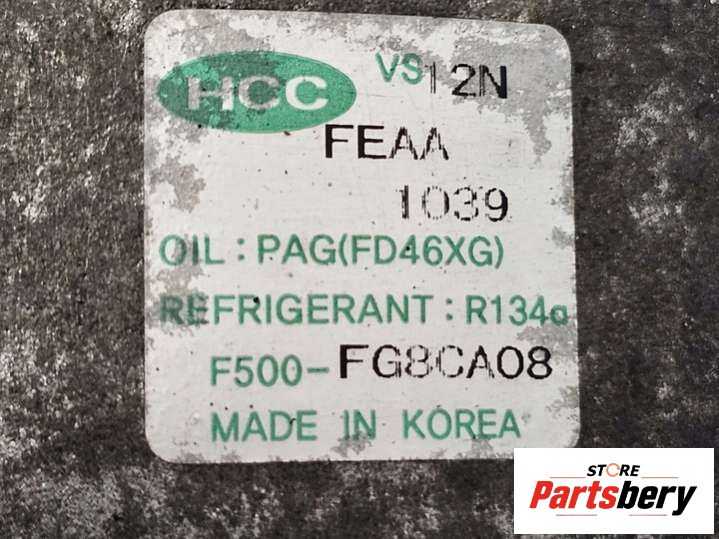 HCC VS12N
FEAA
1039
OIL : PAG(FD46XG)
REFRIGERANT : R134a
F500-FG8CA08
MADE IN KOREA
STORE
Partsbery